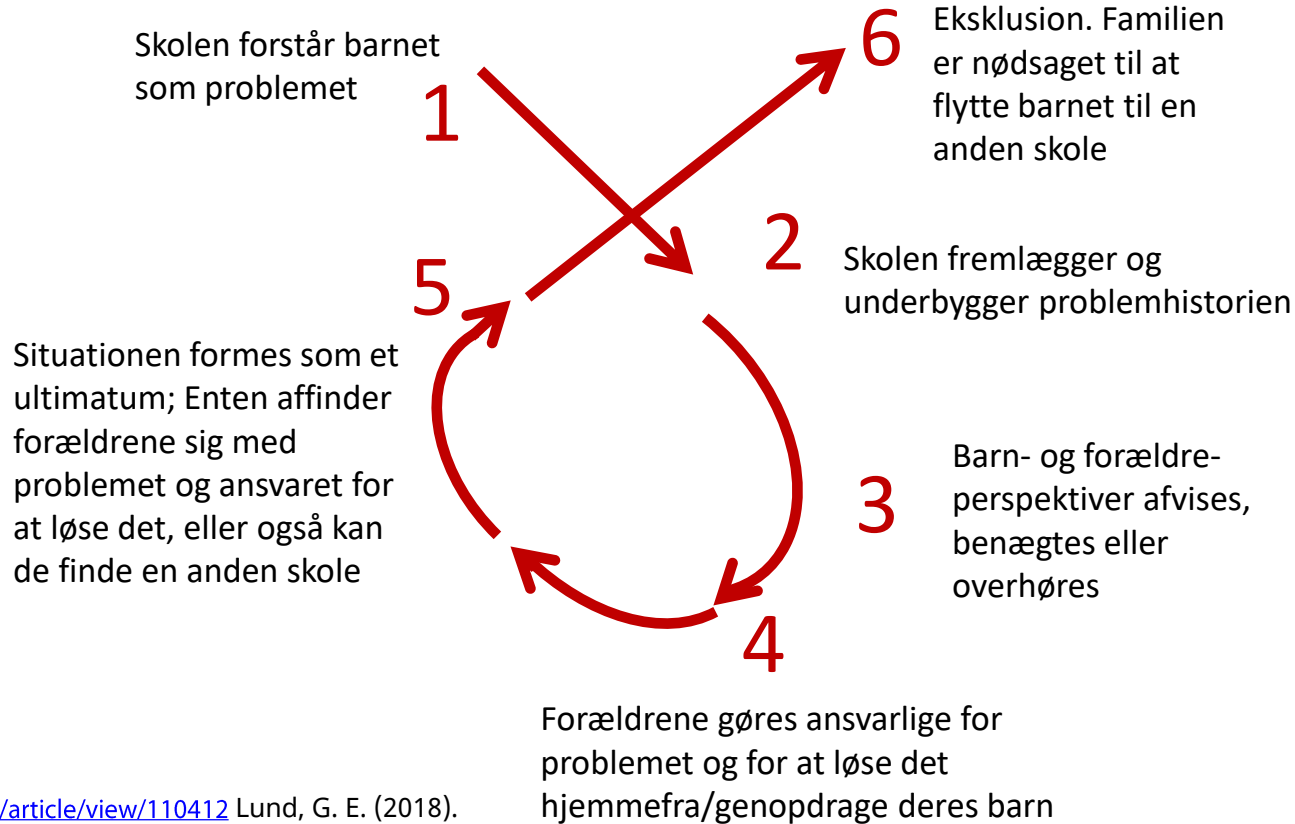 Skolen forstår barnet
som problemet
1
2
Skolen fremlægger og
underbygger problemhistorien
3
Barn- og forældre-
perspektiver afvises,
benægtes eller
overhøres
4
Forældrene gøres ansvarlige for
problemet og for at løse det
hjemmefra/genopdrage deres barn
5
Situationen formes som et
ultimatum; Enten affinder
forældrene sig med
problemet og ansvaret for
at løse det, eller også kan
de finde en anden skole
6
Eksklusion. Familien
er nødsaget til at
flytte barnet til en
anden skole
/article/view/110412 Lund, G. E. (2018).